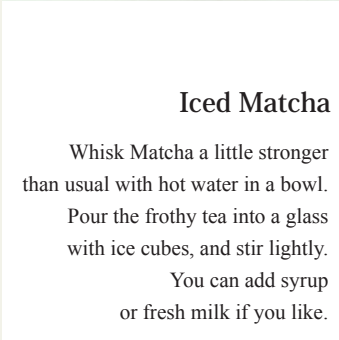 Iced Matcha
Whisk Matcha a little stronger
than usual with hot water in a bowl.
Pour the frothy tea into a glass
with ice cubes, and stir lightly.
You can add syrup
or fresh milk if you like.